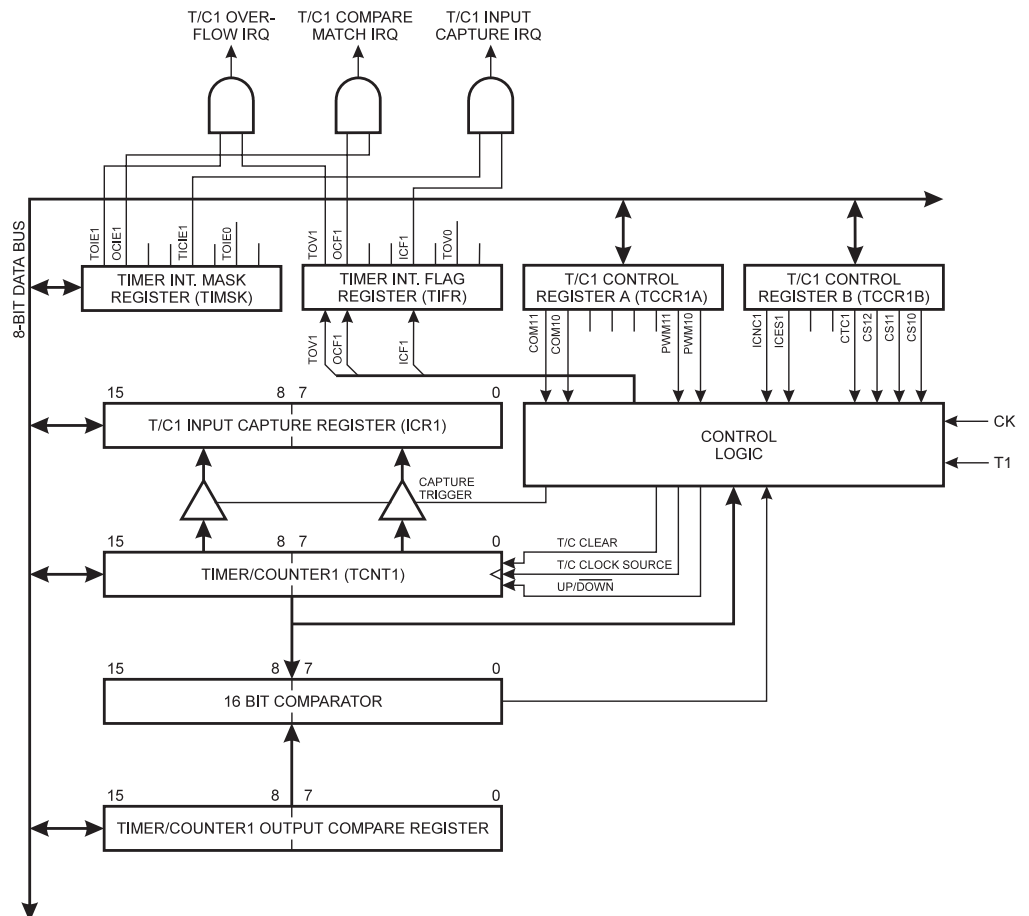 T/C1 OVER-
FLOW IRQ
T/C1 COMPARE
MATCH IRQ
T/C1 INPUT
CAPTURE IRQ
8-BIT DATA BUS
TOIE1
OCIE1
TICIE1
TOIE0
TOV1
OCF1
ICF1
TOV0
TIMER INT. MASK
REGISTER (TIMSK)
TIMER INT. FLAG
REGISTER (TIFR)
T/C1 CONTROL
REGISTER A (TCCR1A)
T/C1 CONTROL
REGISTER B (TCCR1B)
TOV1
OCF1
ICF1
COM11
COM10
PWM11
PWM10
ICNC1
ICES1
CTC1
CS12
CS11
CS10
15 8 7 0
T/C1 INPUT CAPTURE REGISTER (ICR1)
CONTROL
LOGIC
CK
T1
CAPTURE
TRIGGER
15 8 7 0
TIMER/COUNTER1 (TCNT1)
T/C CLEAR
T/C CLOCK SOURCE
UP/DOWN
15 8 7 0
16 BIT COMPARATOR
15 8 7 0
TIMER/COUNTER1 OUTPUT COMPARE REGISTER